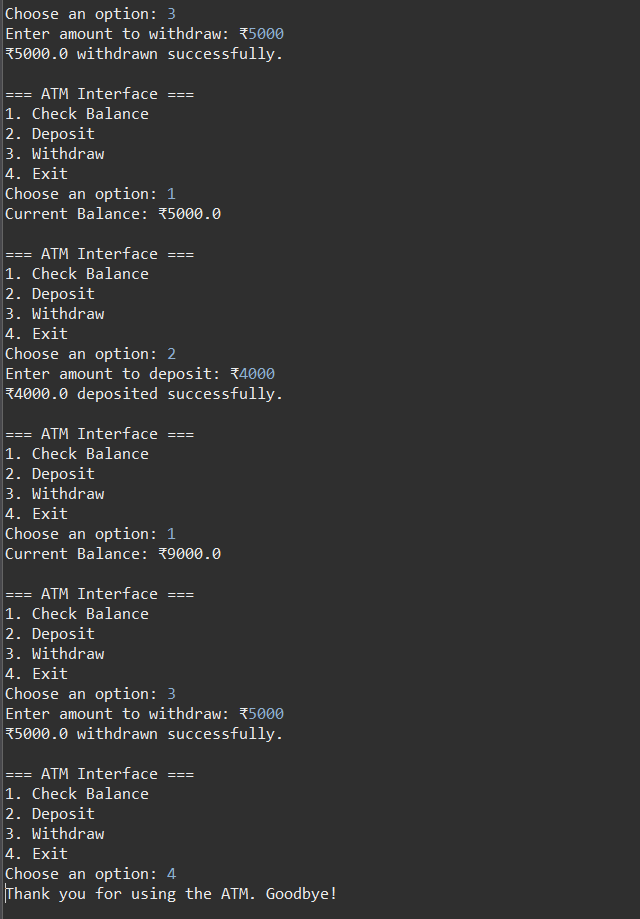 Choose an option: 3
Enter amount to withdraw: ₹5000
₹5000.0 withdrawn successfully.
=== ATM Interface ===
1. Check Balance
2. Deposit
3. Withdraw
4. Exit
Choose an option: 1
Current Balance: ₹5000.0
=== ATM Interface ===
1. Check Balance
2. Deposit
3. Withdraw
4. Exit
Choose an option: 2
Enter amount to deposit: ₹4000
₹4000.0 deposited successfully.
=== ATM Interface ===
1. Check Balance
2. Deposit
3. Withdraw
4. Exit
Choose an option: 1
Current Balance: ₹9000.0
=== ATM Interface ===
1. Check Balance
2. Deposit
3. Withdraw
4. Exit
Choose an option: 3
Enter amount to withdraw: ₹5000
₹5000.0 withdrawn successfully.
=== ATM Interface ===
1. Check Balance
2. Deposit
3. Withdraw
4. Exit
Choose an option: 4
Thank you for using the ATM. Goodbye!